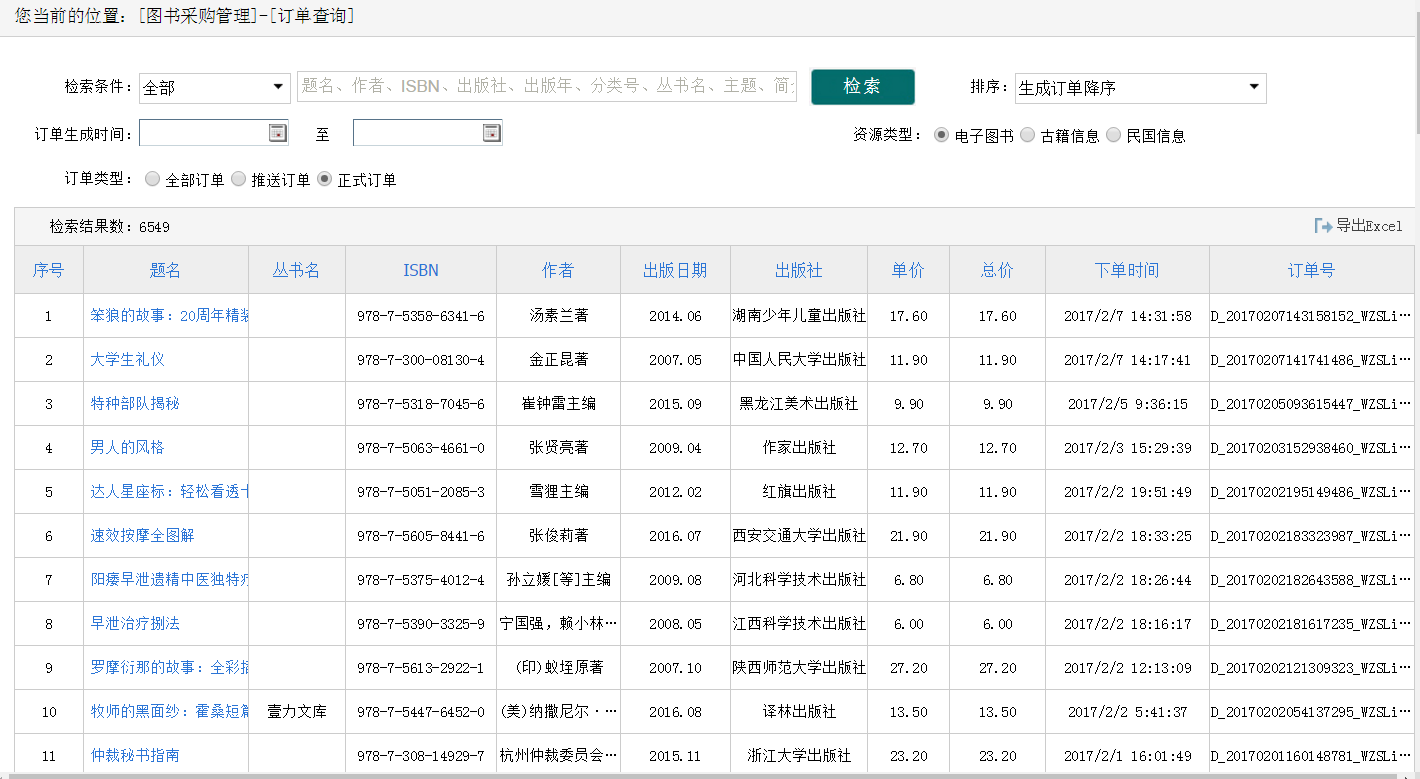 您当前的位置：[图书采购管理]-[订单查询]
检索条件：全部 题名、作者、ISBN、出版社、出版年、分类号、丛书名、主题、简 检索 排序：生成订单降序
订单生成时间： 至 资源类型： 电子图书 古籍信息 民国信息
订单类型： 全部订单 推送订单 正式订单
检索结果数：6549 导出Excel
序号 题名 丛书名 ISBN 作者 出版日期 出版社 单价 总价 下单时间 订单号
1 笨狼的故事：20周年精装 978-7-5358-6341-6 汤素兰著 2014.06 湖南少年儿童出版社 17.60 17.60 2017/2/7 14:31:58 D_20170207143158152_WZSLi…
2 大学生礼仪 978-7-300-08130-4 金正昆著 2007.05 中国人民大学出版社 11.90 11.90 2017/2/7 14:17:41 D_20170207141741486_WZSLi…
3 特种部队揭秘 978-7-5318-7045-6 崔钟雷主编 2015.09 黑龙江美术出版社 9.90 9.90 2017/2/5 9:36:15 D_20170205093615447_WZSLi…
4 男人的风格 978-7-5063-4661-0 张贤亮著 2009.04 作家出版社 12.70 12.70 2017/2/3 15:29:39 D_20170203152938460_WZSLi…
5 达人星座标：轻松看透 978-7-5051-2085-3 雪狸主编 2012.02 红旗出版社 11.90 11.90 2017/2/2 19:51:49 D_20170202195149486_WZSLi…
6 速效按摩全图解 978-7-5605-8441-6 张俊莉著 2016.07 西安交通大学出版社 21.90 21.90 2017/2/2 18:33:25 D_20170202183323987_WZSLi…
7 阳痿早泄遗精中医独特疗 978-7-5375-4012-4 孙立媛[等]主编 2009.08 河北科学技术出版社 6.80 6.80 2017/2/2 18:26:44 D_20170202182643588_WZSLi…
8 早泄治疗捌法 978-7-5390-3325-9 宁国强，赖小林… 2008.05 江西科学技术出版社 6.00 6.00 2017/2/2 18:16:17 D_20170202181617235_WZSLi…
9 罗摩衍那的故事：全彩插 978-7-5613-2922-1 (印)蚁垤原著 2007.10 陕西师范大学出版社 27.20 27.20 2017/2/2 12:13:09 D_20170202121309323_WZSLi…
10 牧师的黑面纱：霍桑短篇 壹力文库 978-7-5447-6452-0 (美)纳撒尼尔·… 2016.08 译林出版社 13.50 13.50 2017/2/2 5:41:37 D_20170202054137295_WZSLi…
11 仲裁秘书指南 978-7-308-14929-7 杭州仲裁委员会… 2015.11 浙江大学出版社 23.20 23.20 2017/2/1 16:01:49 D_20170201160148781_WZSLi…